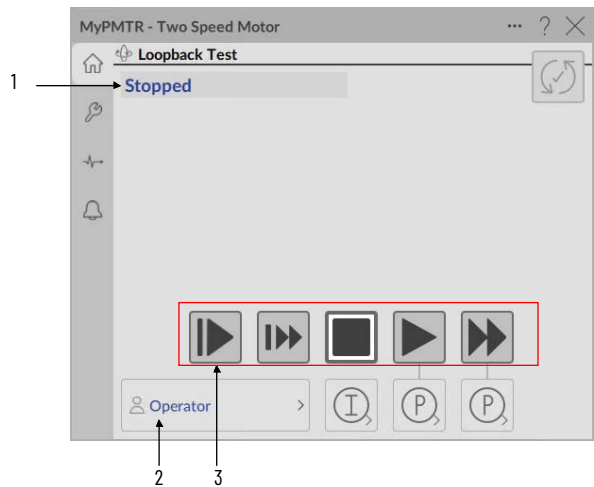 MyPMTR - Two Speed Motor ... ?
Loopback Test
1
Stopped
Operator >
I
P
P
2
3